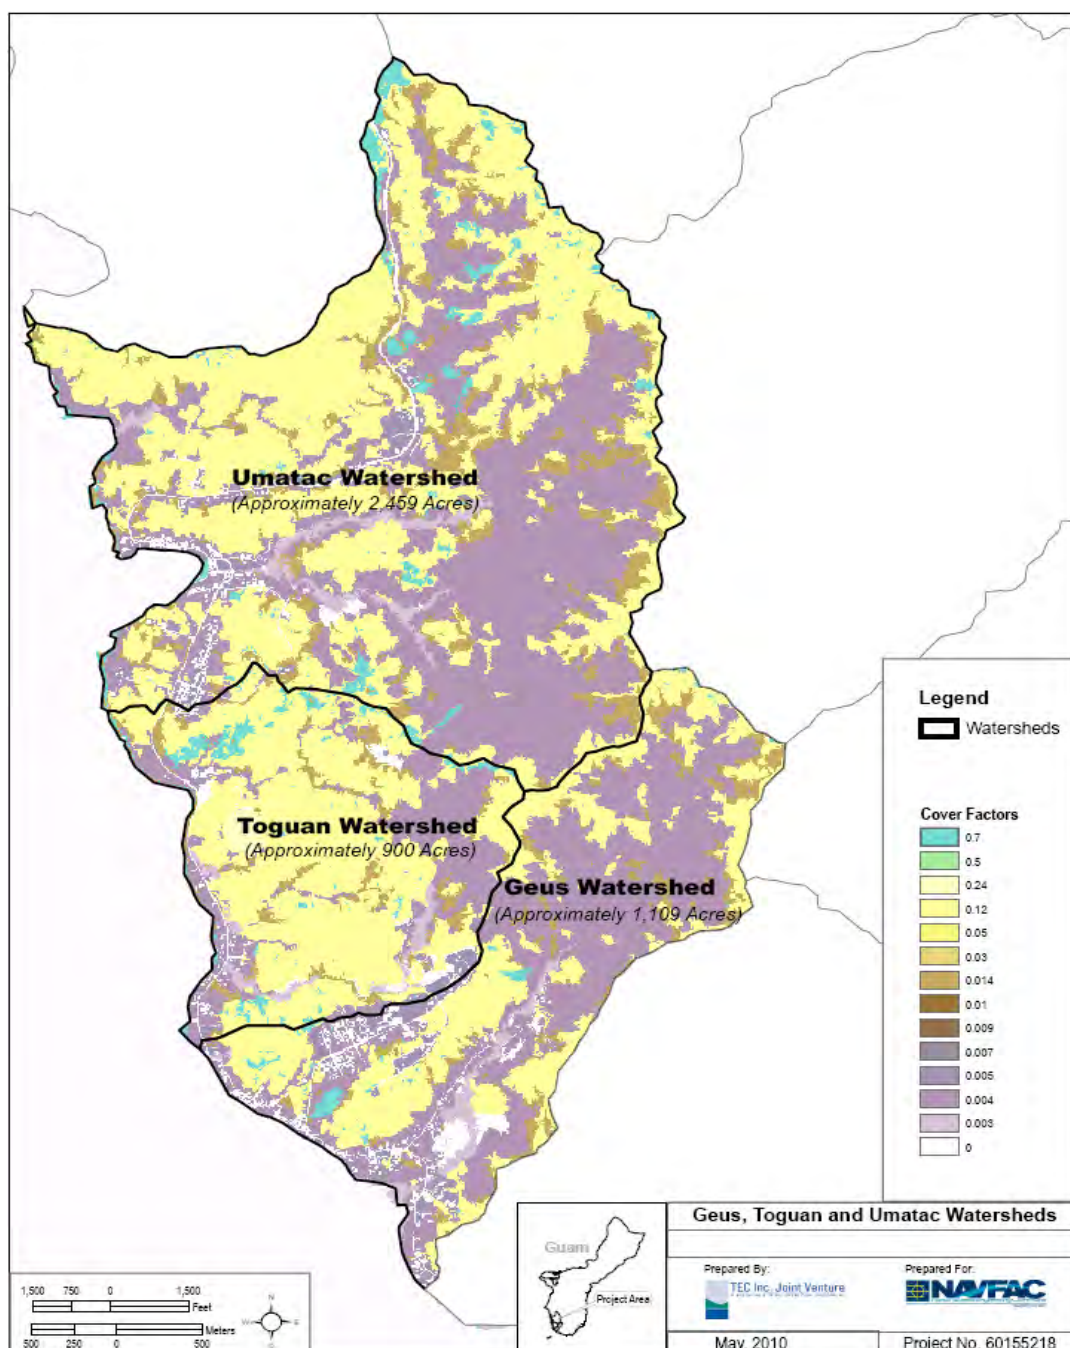 Umatac Watershed
(Approximately 2,459 Acres)
Toguan Watershed
(Approximately 900 Acres)
Geus Watershed
(Approximately 1,109 Acres)
Legend
Watersheds
Cover Factors
0.7
0.5
0.24
0.12
0.05
0.03
0.014
0.01
0.009
0.007
0.005
0.004
0.003
0
Guam
Project Area
Geus, Toguan and Umatac Watersheds
Prepared By:
TEC Inc. Joint Venture
Prepared For:
NAVFAC
May, 2010
Project No. 60155218
1,500 750 0 1,500
Feet
Meters
500 250 0 500
N
W
E
S